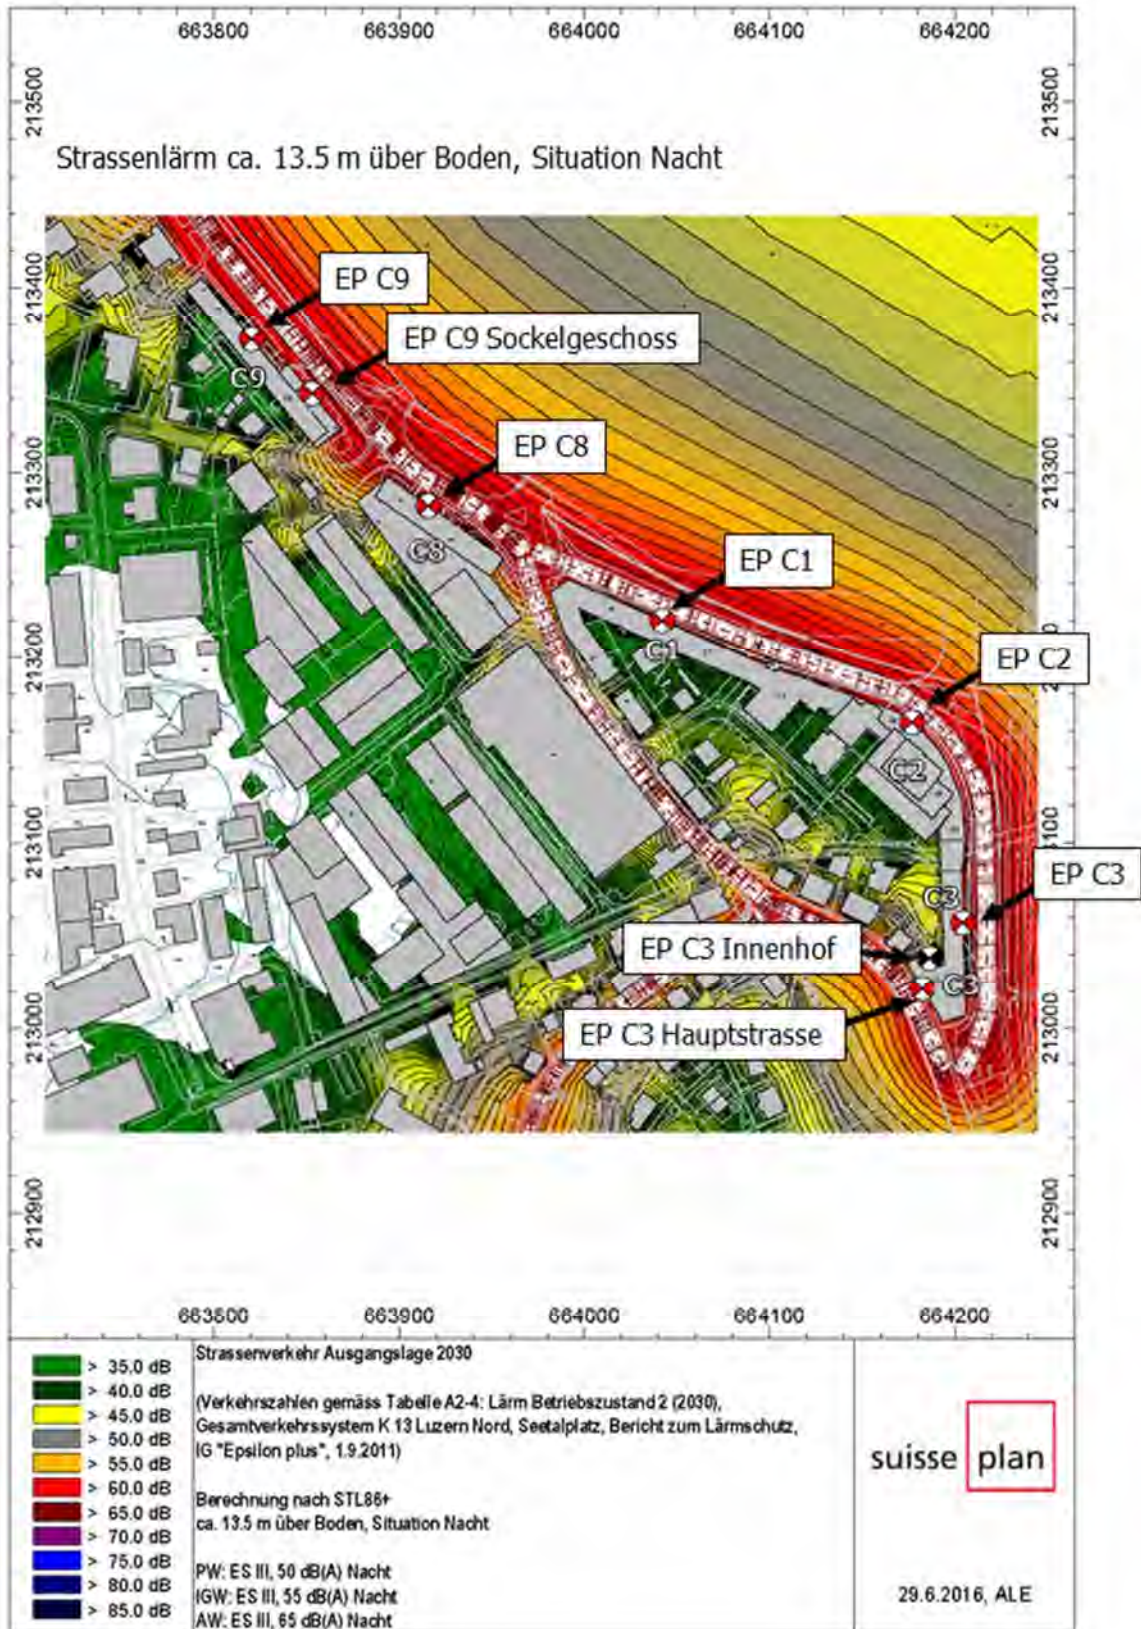 663800 663900 664000 664100 664200
213500 213500
Strassenlärm ca. 13.5 m über Boden, Situation Nacht
213400 213400
EP C9
EP C9 Sockelgeschoss
C9
EP C8
213300 213300
C8
EP C1
213200
C1
EP C2
C2
213100
EP C3
C3
EP C3 Innenhof
C3
EP C3 Hauptstrasse
213000 213000
212900 212900
663800 663900 664000 664100 664200
> 35.0 dB
> 40.0 dB
> 45.0 dB
> 50.0 dB
> 55.0 dB
> 60.0 dB
> 65.0 dB
> 70.0 dB
> 75.0 dB
> 80.0 dB
> 85.0 dB
Strassenverkehr Ausgangslage 2030
(Verkehrszahlen gemäss Tabelle A2-4: Lärm Betriebszustand 2 (2030),
Gesamtverkehrssystem K 13 Luzern Nord, Seetalplatz, Bericht zum Lärmschutz,
IG "Epsilon plus", 1.9.2011)
Berechnung nach STL86+
ca. 13.5 m über Boden, Situation Nacht
PW: ES III, 50 dB(A) Nacht
IGW: ES III, 55 dB(A) Nacht
AW: ES III, 65 dB(A) Nacht
suisse plan
29.6.2016, ALE